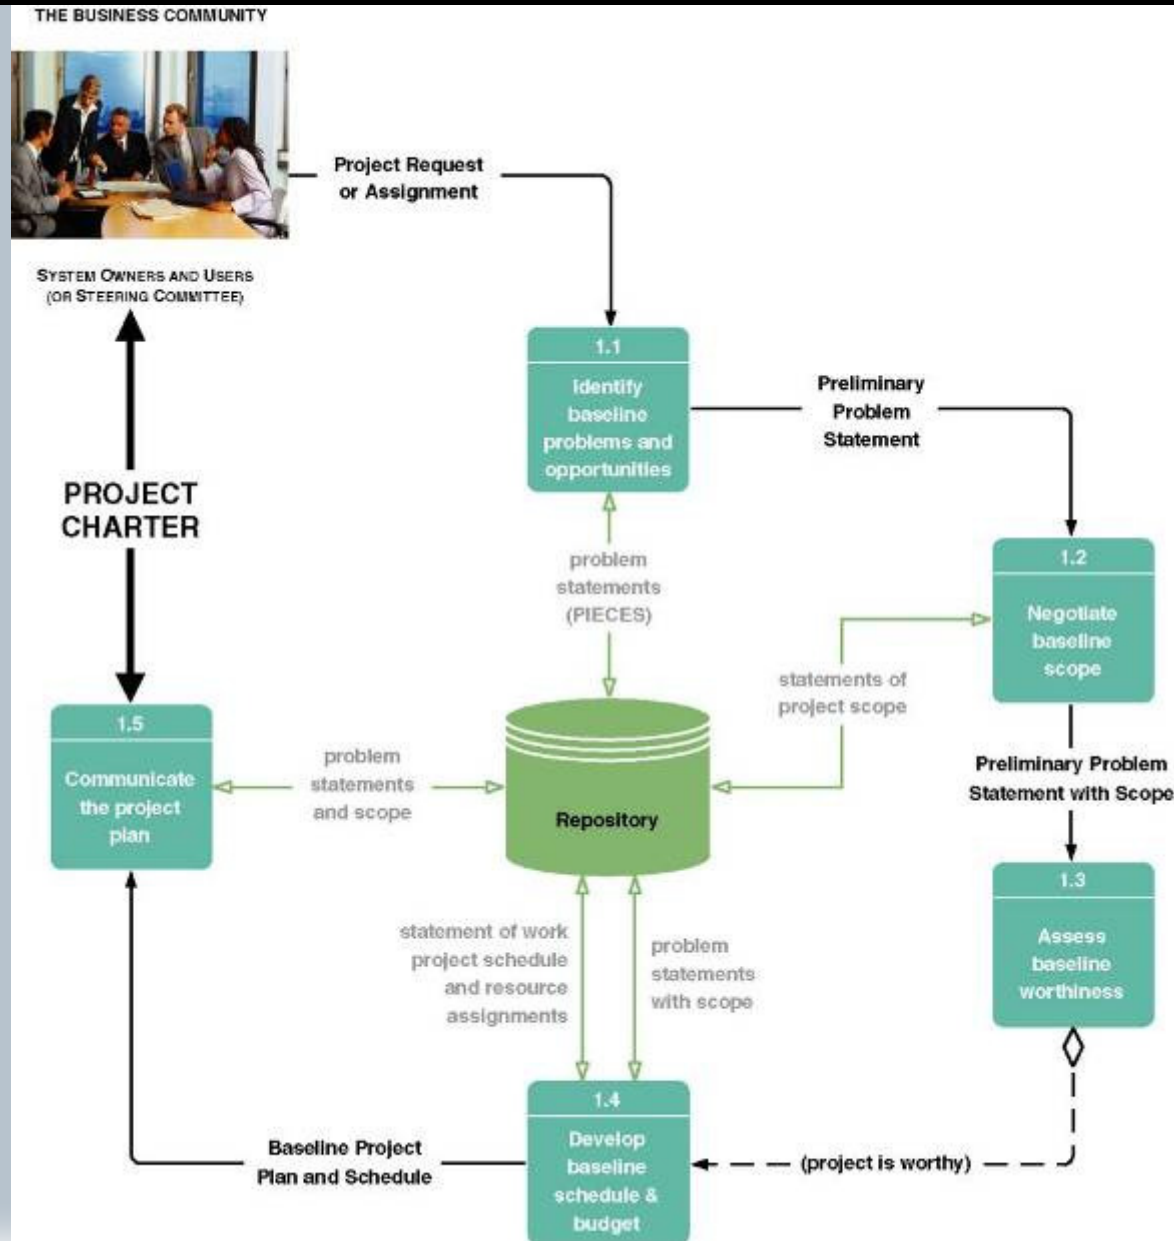 THE BUSINESS COMMUNITY
Project Request
or Assignment
SYSTEM OWNERS AND USERS
(OR STEERING COMMITTEE)
1.1
Identify
baseline
problems and
opportunities
Preliminary
Problem
Statement
PROJECT
CHARTER
problem
statements
(PIECES)
1.2
Negotiate
baseline
scope
statements of
project scope
1.5
Communicate
the project
plan
problem
statements
and scope
Repository
Preliminary Problem
Statement with Scope
1.3
Assess
baseline
worthiness
statement of work
project schedule
and resource
assignments
problem
statements
with scope
1.4
Develop
baseline
schedule &
budget
Baseline Project
Plan and Schedule
(project is worthy)